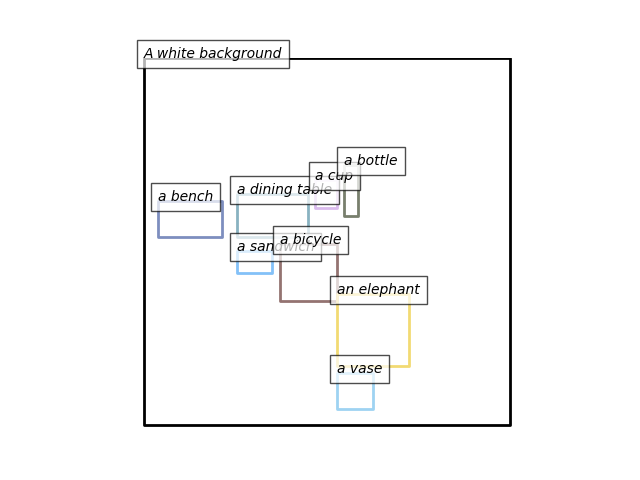 A white background
a bottle
a cup
a dining table
a bench
a bicycle
a sandwich
an elephant
a vase